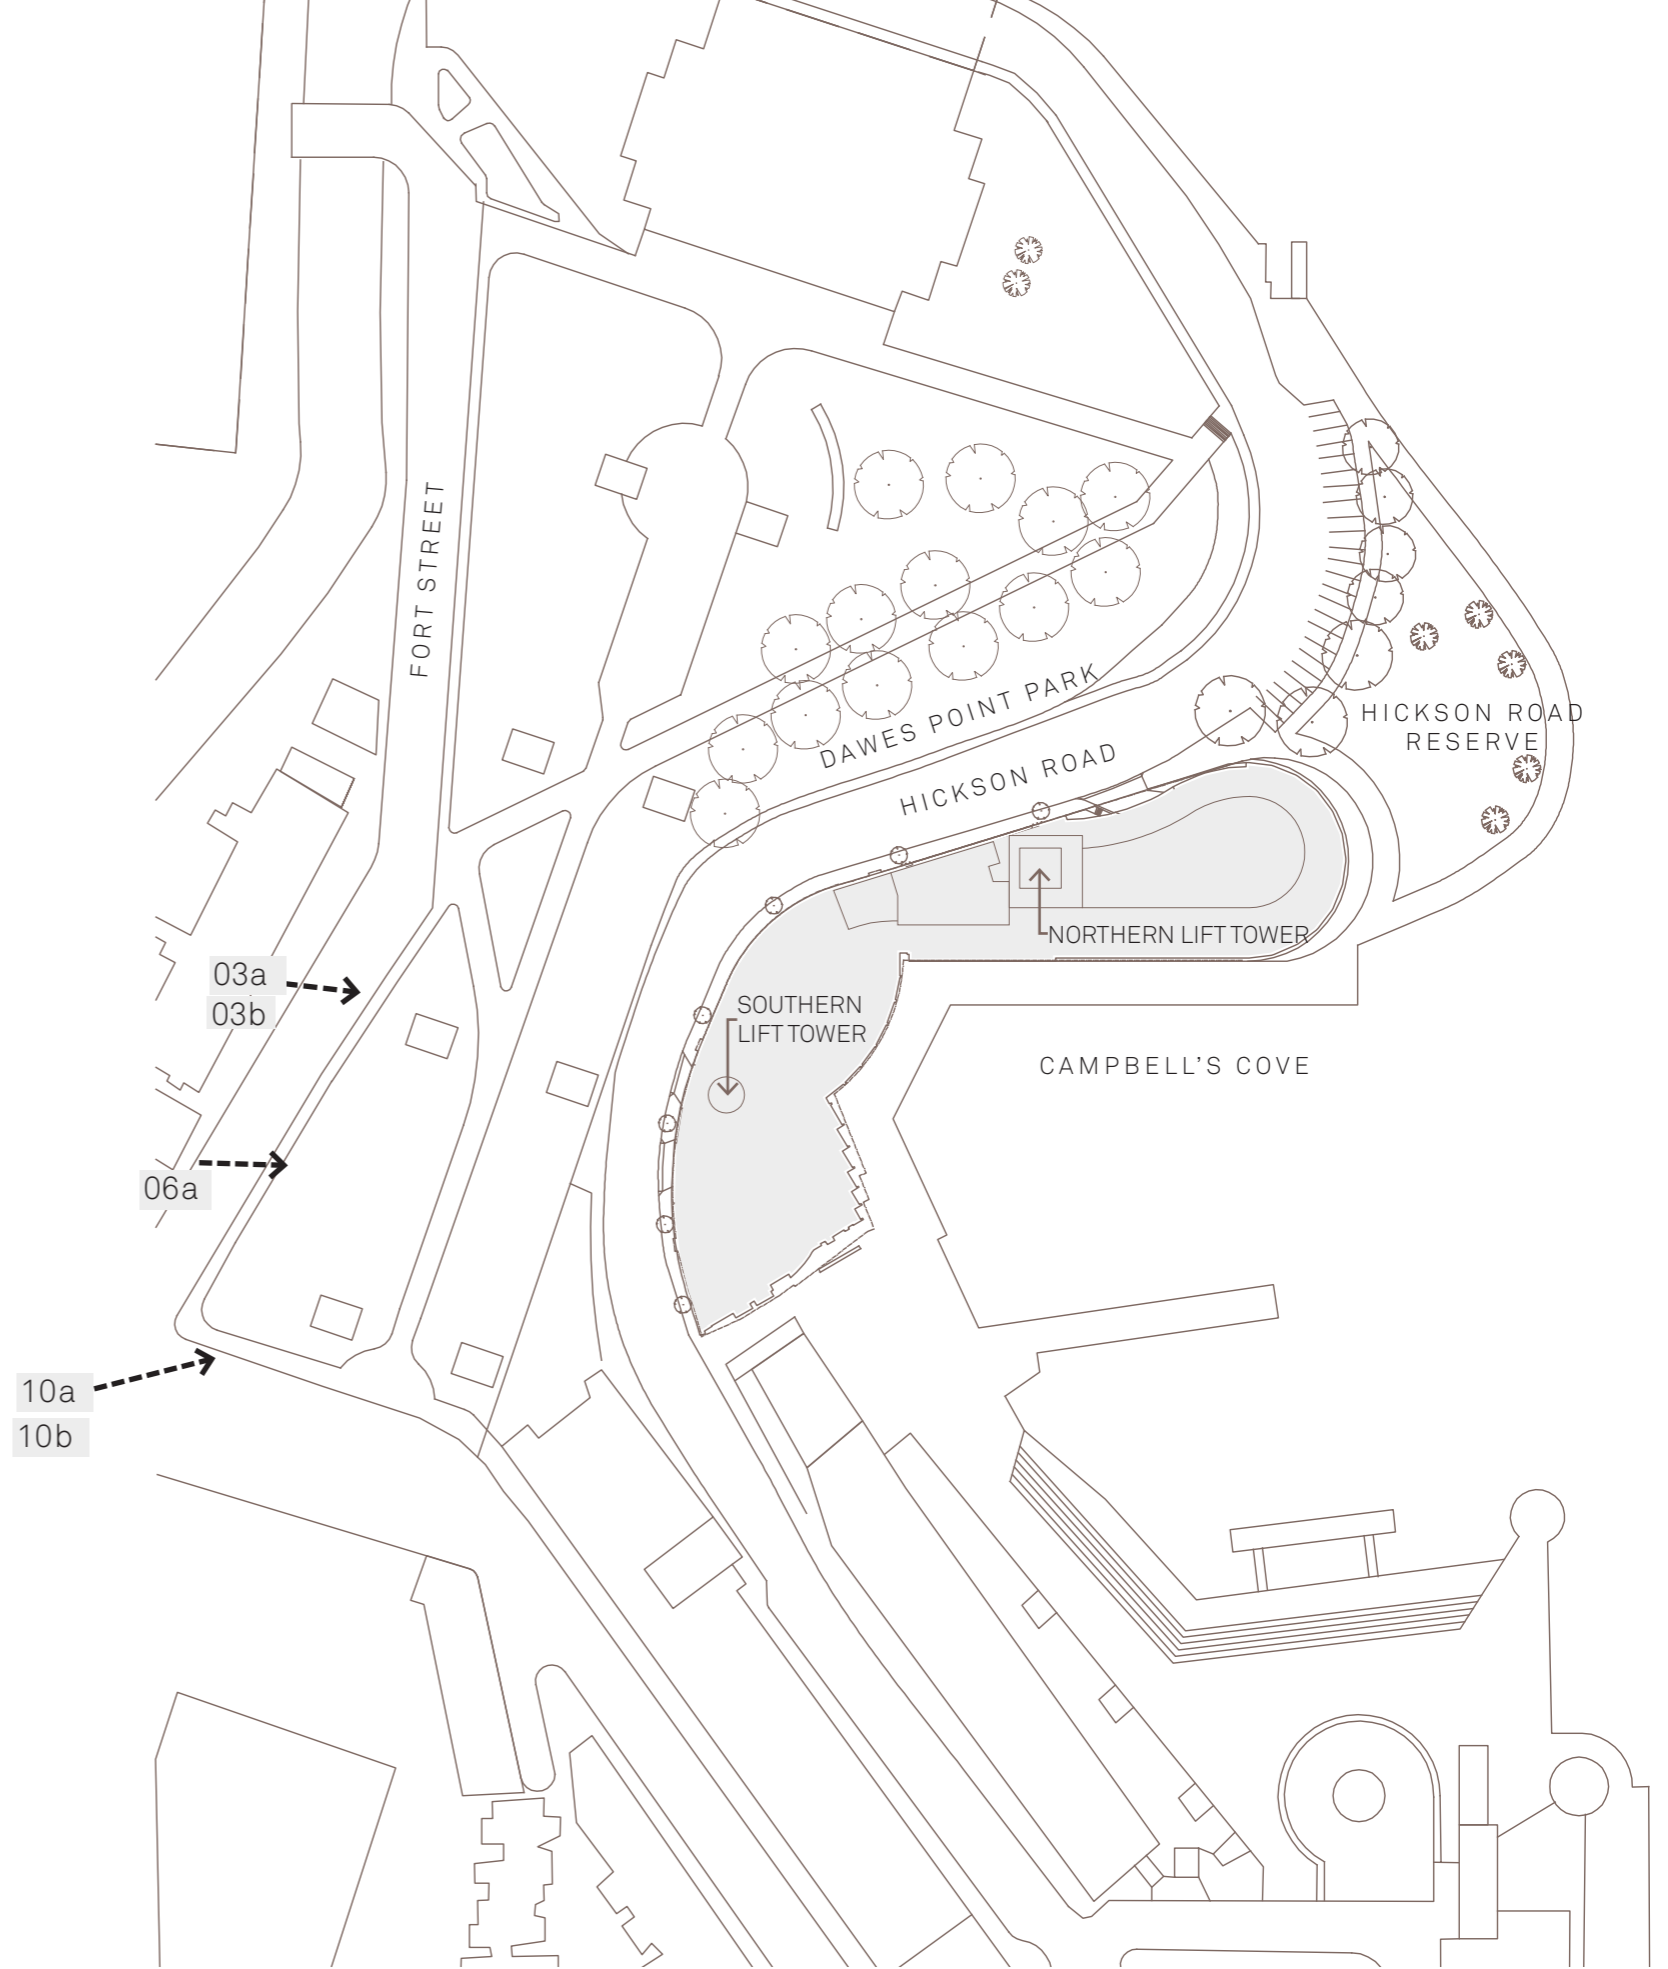 FORT STREET
DAWES POINT PARK
HICKSON ROAD
HICKSON ROAD
RESERVE
NORTHERN LIFT TOWER
03a
03b
SOUTHERN
LIFT TOWER
CAMPBELL'S COVE
06a
10a
10b